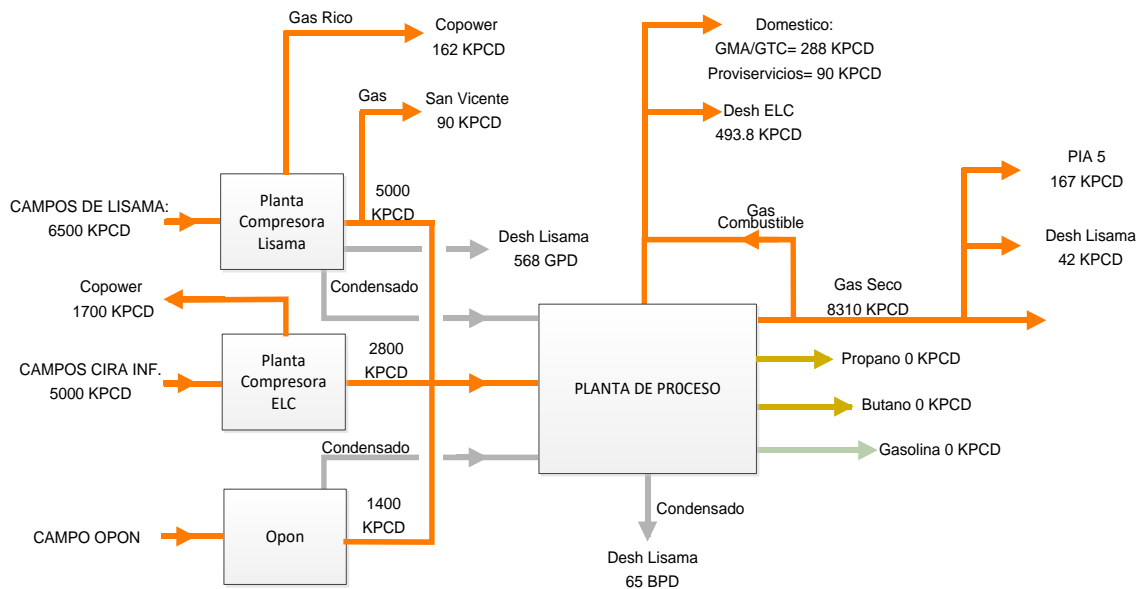 Gas Rico
Copower
162 KPCD
Gas
San Vicente
90 KPCD
Domestico:
GMA/GTC= 288 KPCD
Proviservicios= 90 KPCD
Desh ELC
493.8 KPCD
PIA 5
167 KPCD
CAMPOS DE LISAMA:
6500 KPCD
Planta
Compresora
Lisama
5000
KPCD
Desh Lisama
568 GPD
Gas
Combustible
Desh Lisama
42 KPCD
Condensado
Gas Seco
8310 KPCD
Copower
1700 KPCD
CAMPOS CIRA INF.
5000 KPCD
Planta
Compresora
ELC
2800
KPCD
PLANTA DE PR0CESO
Propano 0 KPCD
Butano 0 KPCD
Gasolina 0 KPCD
Condensado
CAMPO OPON
Opon
1400
KPCD
Condensado
Desh Lisama
65 BPD